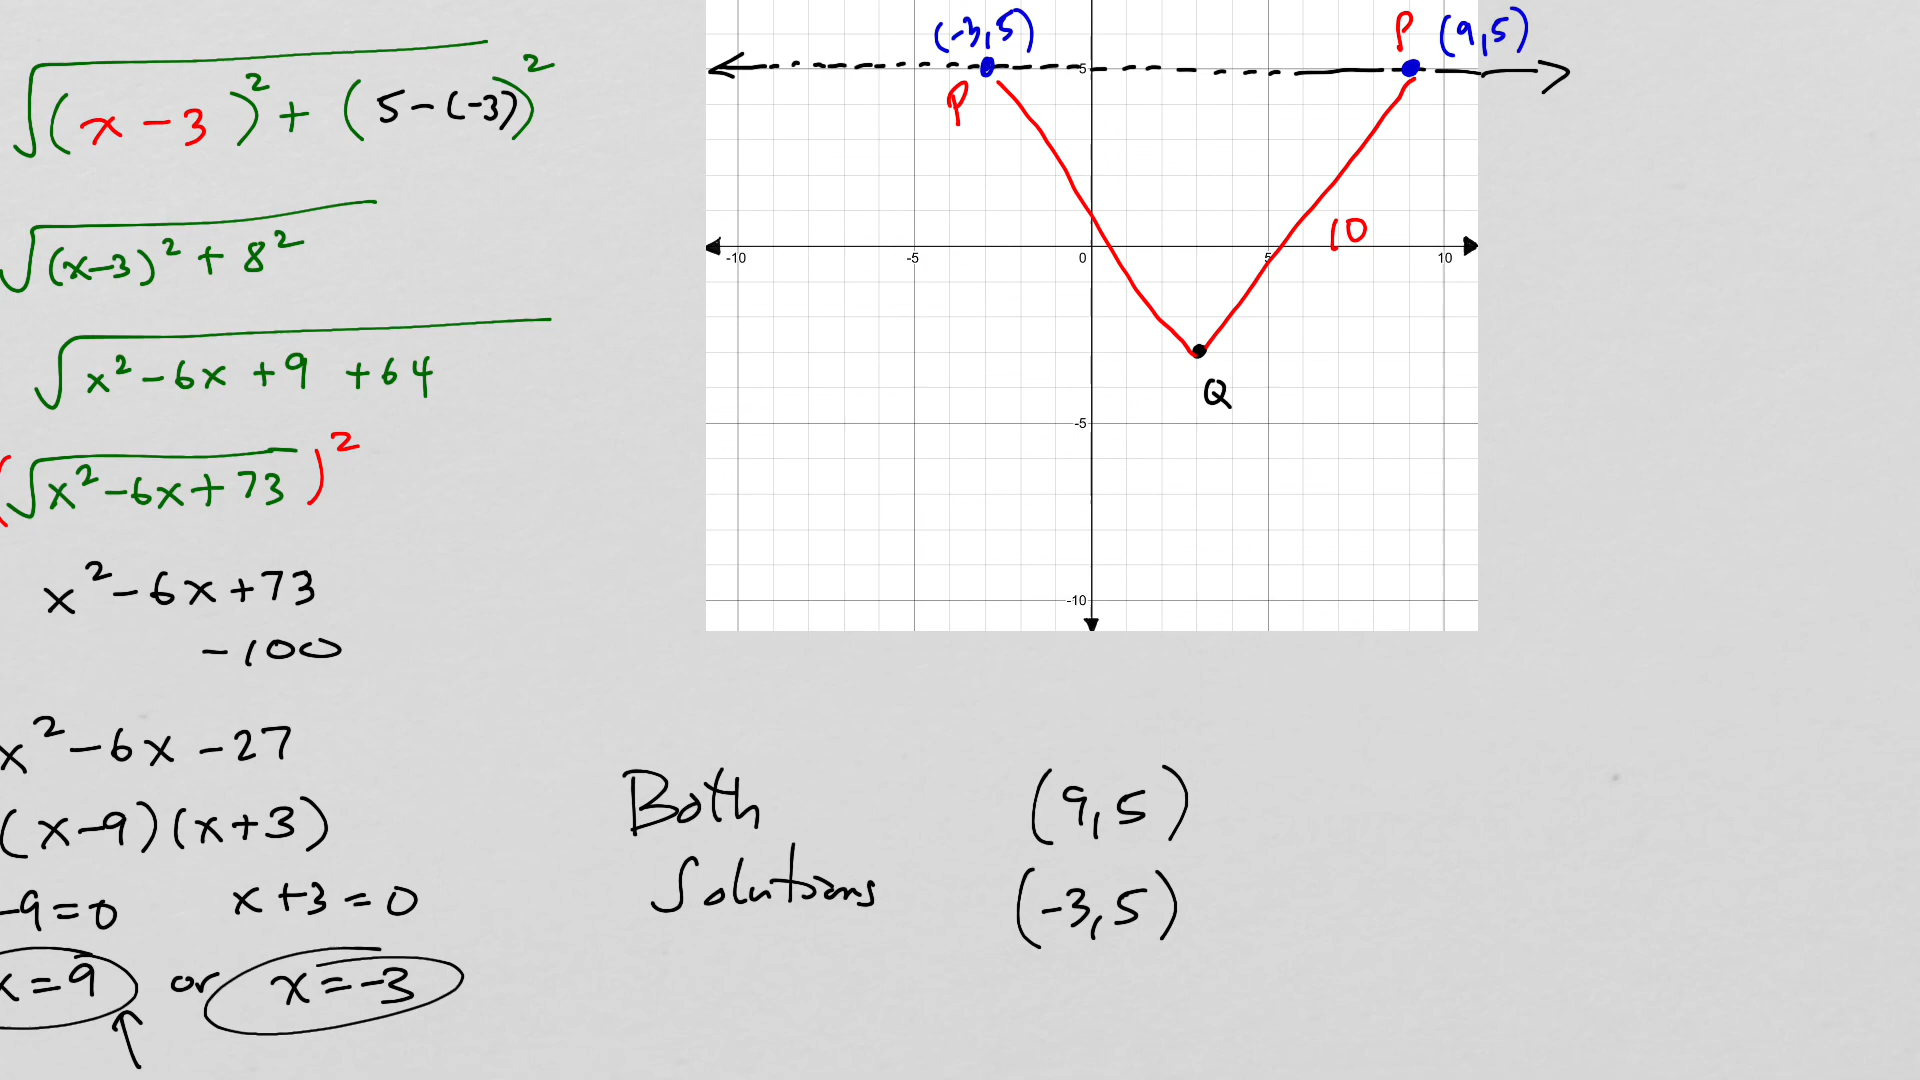 √(x-3)² + (5-(-3))²
√(x-3)² + 8²
√x²-6x+9 +64
(√x²-6x+73)²
x²-6x+73
-100
x²-6x-27
(x-9)(x+3)
-9=0 x+3=0
x=9 or x=-3
(-3,5) P (9,5)
5
P
10
-10 -5 0 5 10
Q
-5
-10
Both (9,5)
Solutions (-3,5)